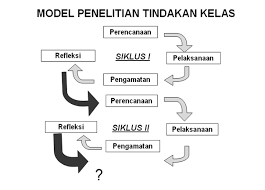 MODEL PENELITIAN TINDAKAN KELAS
Perencanaan
Refleksi
SIKLUS I
Pelaksanaan
Pengamatan
Perencanaan
Refleksi
SIKLUS II
Pelaksanaan
Pengamatan
?